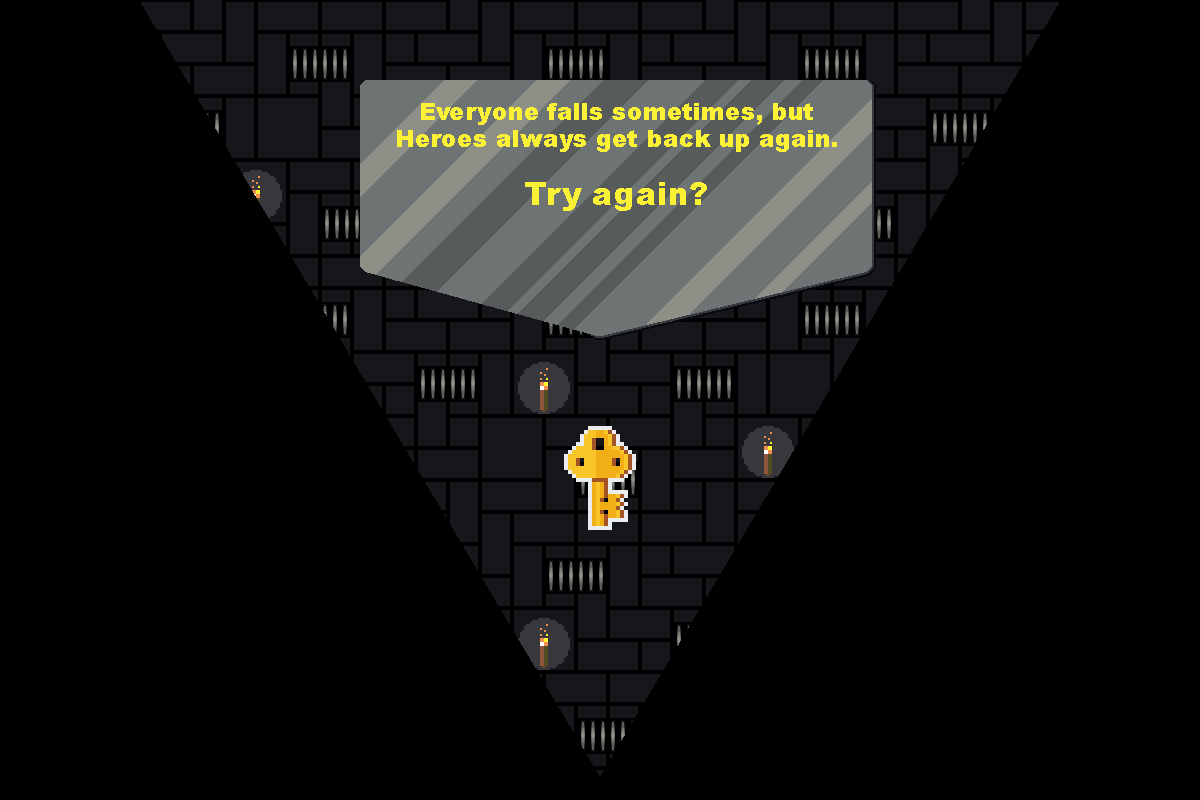 Everyone falls sometimes, but
Heroes always get back up again.
Try again?